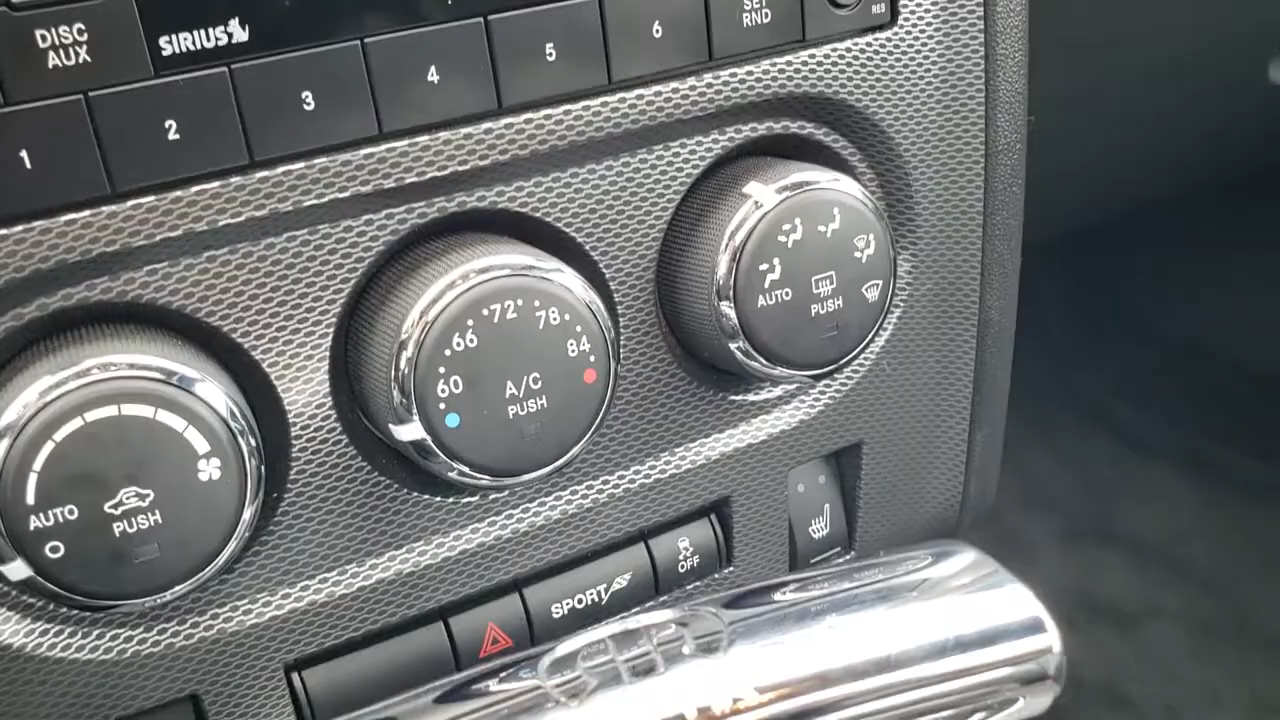 DISC
AUX
SIRIUS
1
2
3
4
5
6
SET
RND
RES
AUTO
PUSH
60
66
72
78
84
A/C
PUSH
AUTO
PUSH
SPORT
OFF